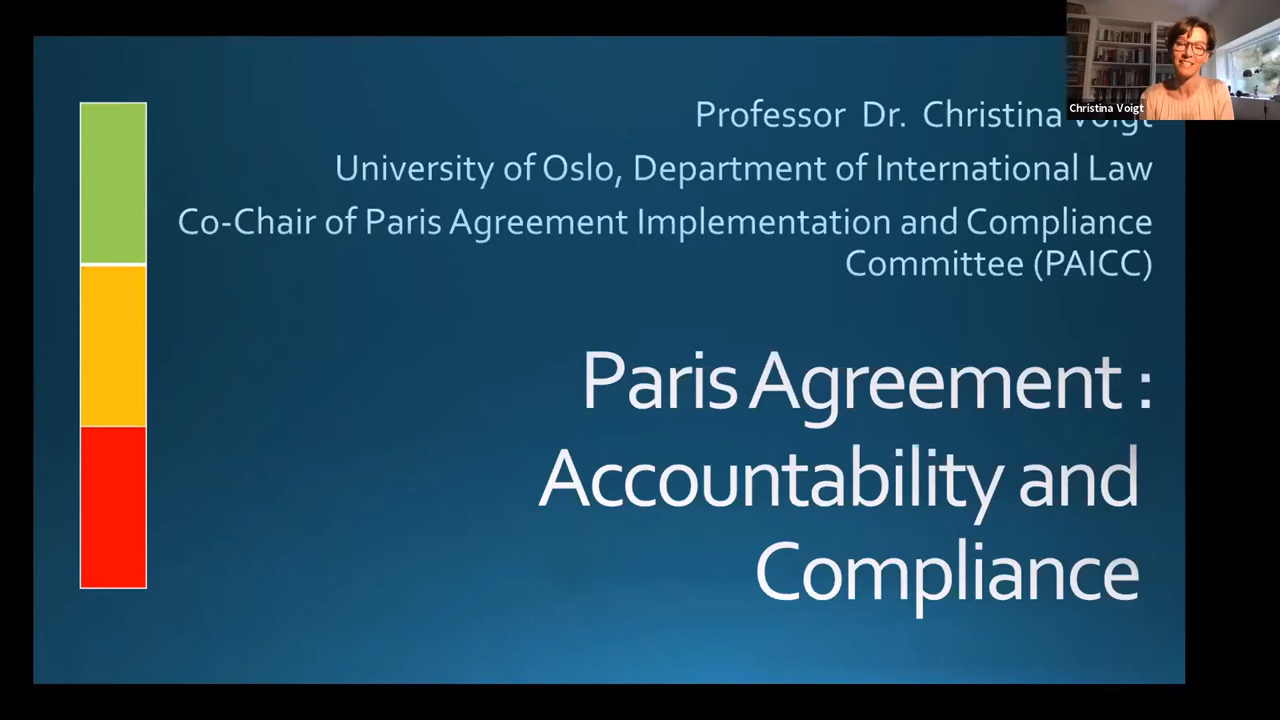 Christina Voigt
Professor Dr. Christina Voigt
University of Oslo, Department of International Law
Co-Chair of Paris Agreement Implementation and Compliance
Committee (PAICC)
Paris Agreement :
Accountability and
Compliance